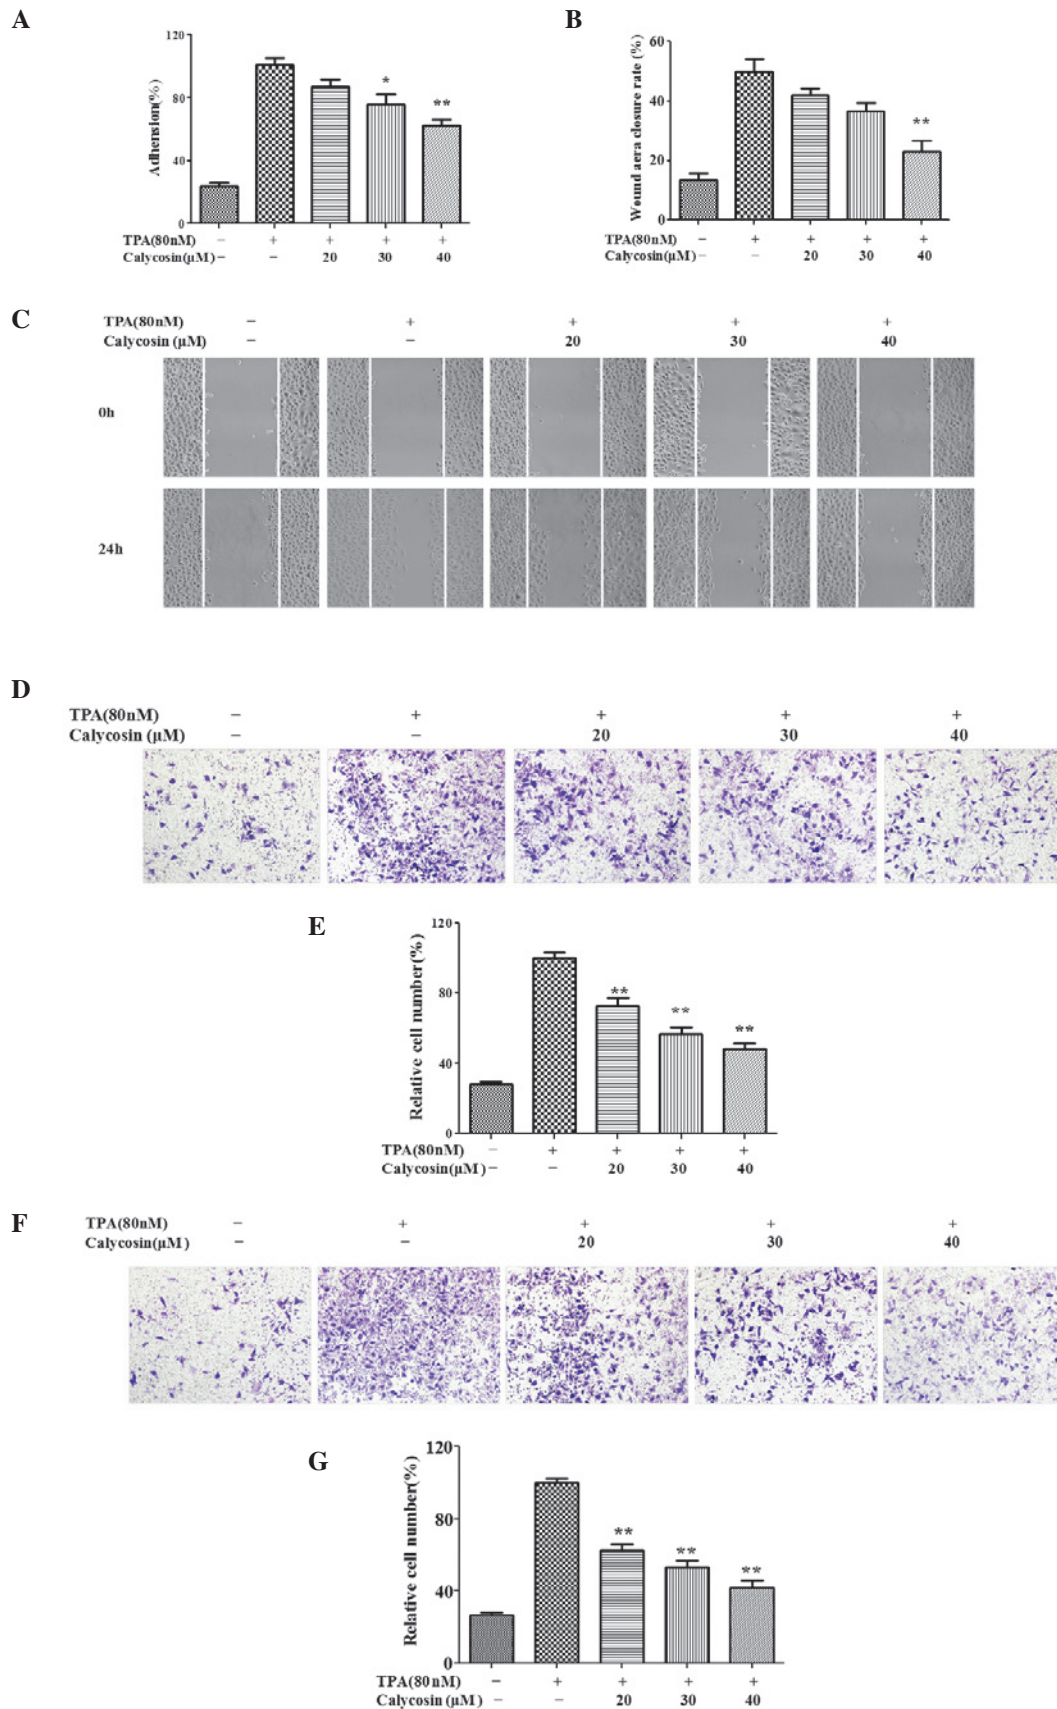 A
120
80
40
0
Adhension(%)
*
**
TPA(80nM) – + + + +
Calycosin(µM) – – 20 30 40
B
60
40
20
0
Wound aera closure rate (%)
**
TPA(80nM) – + + + +
Calycosin(µM) – – 20 30 40
C
TPA(80nM) – + + + +
Calycosin (µM) – – 20 30 40
0h
24h
D
TPA(80nM) – + + + +
Calycosin (µM) – – 20 30 40
E
120
80
40
0
Relative cell number(%)
** ** **
TPA(80nM) – + + + +
Calycosin(µM) – – 20 30 40
F
TPA(80nM) – + + + +
Calycosin(µM) – – 20 30 40
G
120
80
40
0
Relative cell number(%)
** ** **
TPA(80nM) – + + + +
Calycosin(µM) – – 20 30 40